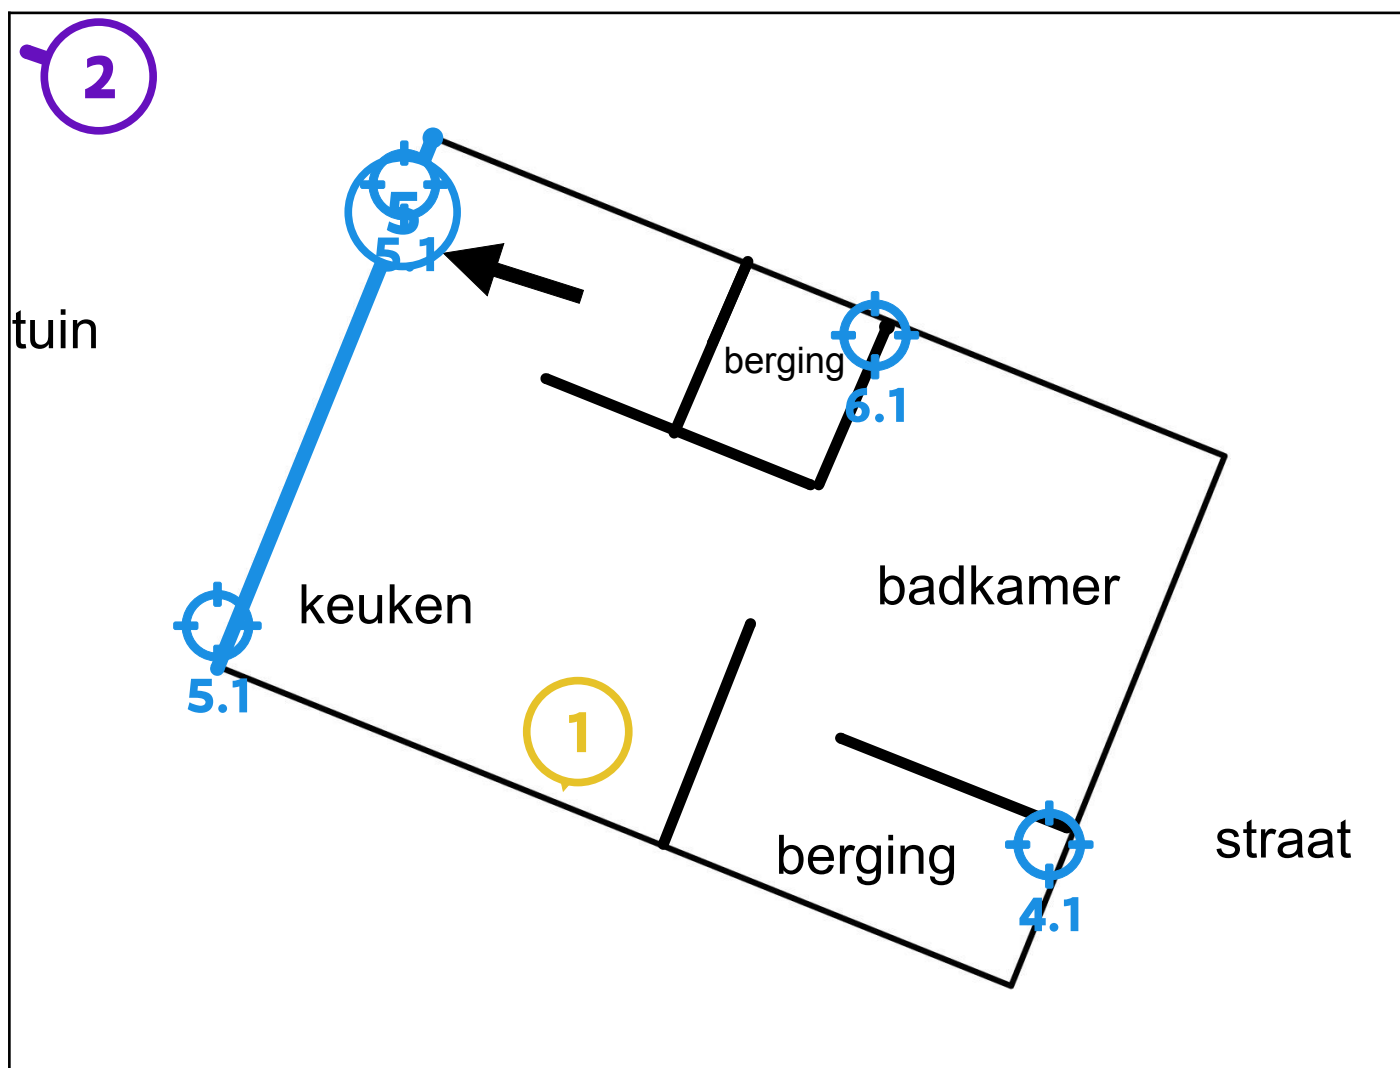 2
5
5.1
tuin
berging
6.1
badkamer
keuken
5.1
1
berging
straat
4.1